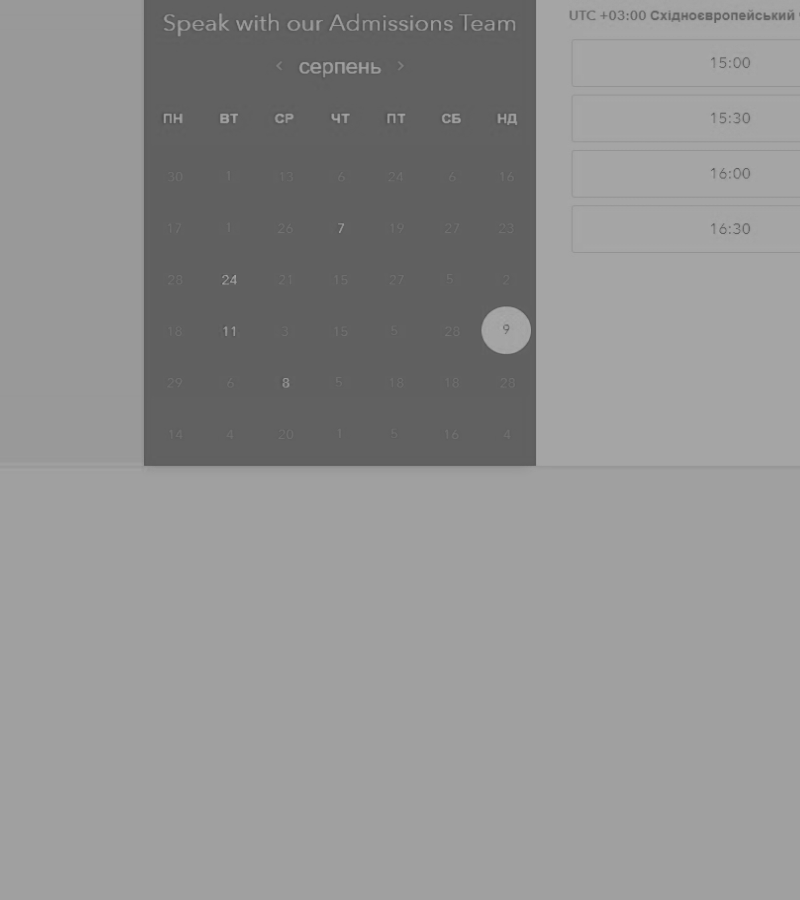 Speak with our Admissions Team
‹ серпень ›
ПН ВТ СР ЧТ ПТ СБ НД
30 1 13 6 24 6 16
17 1 26 7 19 27 23
28 24 21 15 27 5 2
18 11 3 15 5 28 9
29 6 8 5 18 18 28
14 4 20 1 5 16 4
UTC +03:00 Східноєвропейський
15:00
15:30
16:00
16:30